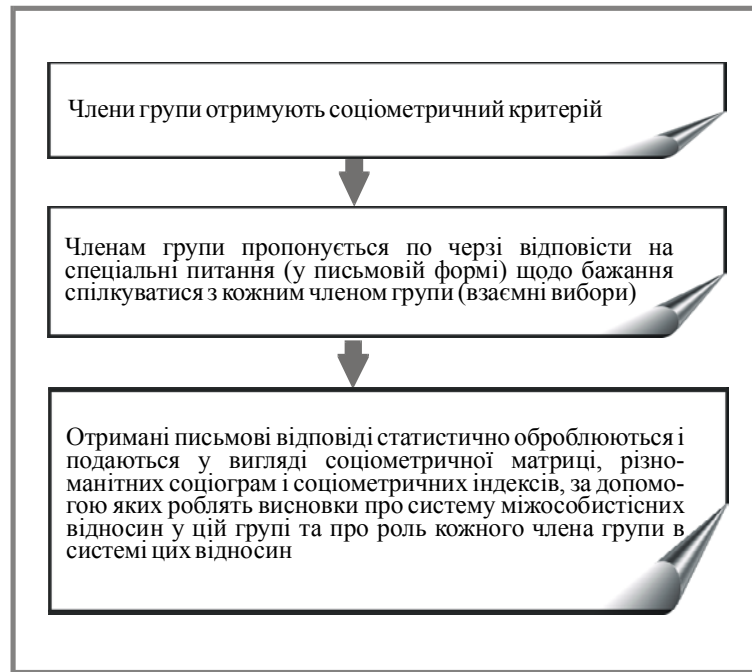 Члени групи отримують соціометричний критерій
Членам групи пропонується по черзі відповісти на
спеціальні питання (у письмовій формі) щодо бажання
спілкуватися з кожним членом групи (взаємні вибори)
Отримані письмові відповіді статистично оброблюються і
подаються у вигляді соціометричної матриці, різно-
манітних соціограм і соціометричних індексів, за допомо-
гою яких роблять висновки про систему міжособистісних
відносин у цій групі та про роль кожного члена групи в
системі цих відносин